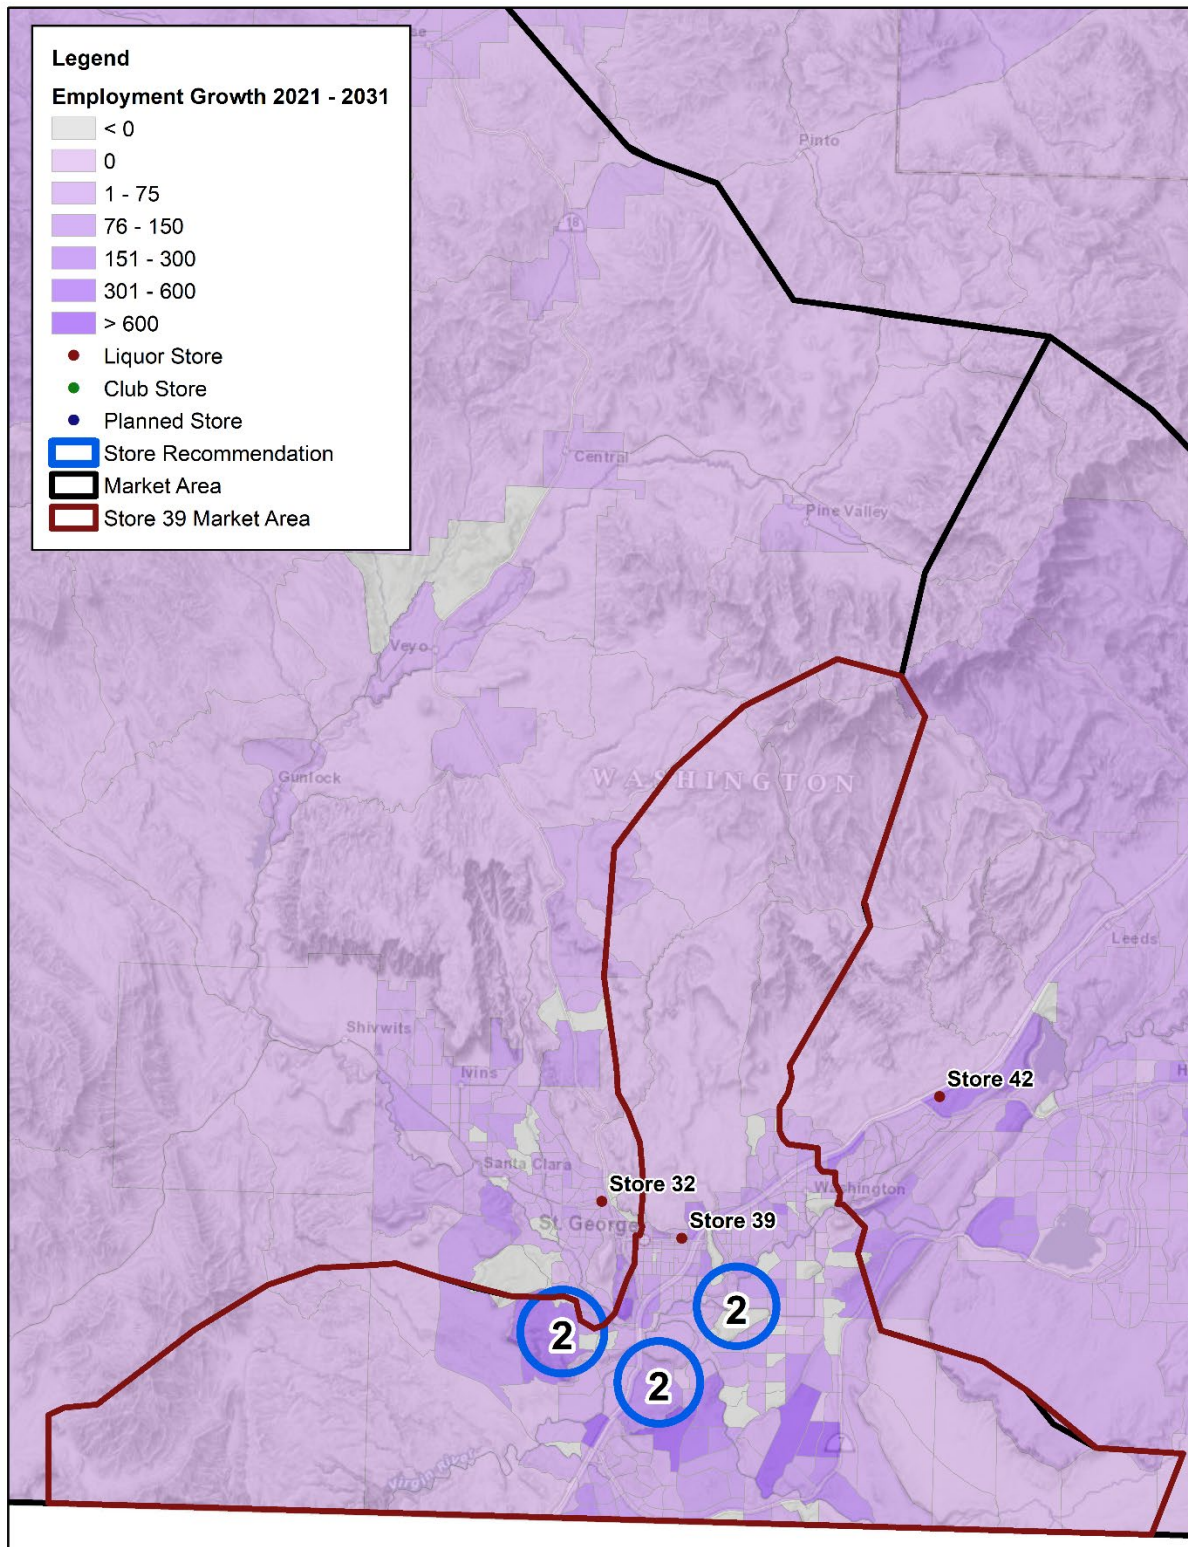 Legend
Employment Growth 2021 - 2031
< 0
0
1 - 75
76 - 150
151 - 300
301 - 600
> 600
Liquor Store
Club Store
Planned Store
Store Recommendation
Market Area
Store 39 Market Area
Pinto
18
Central
Pine Valley
Veyo
Gunlock
WASHINGTON
Leeds
Shivwits
Ivins
Store 42
Santa Clara
Store 32
Washington
St. George
Store 39
2
2
2
Virgin River